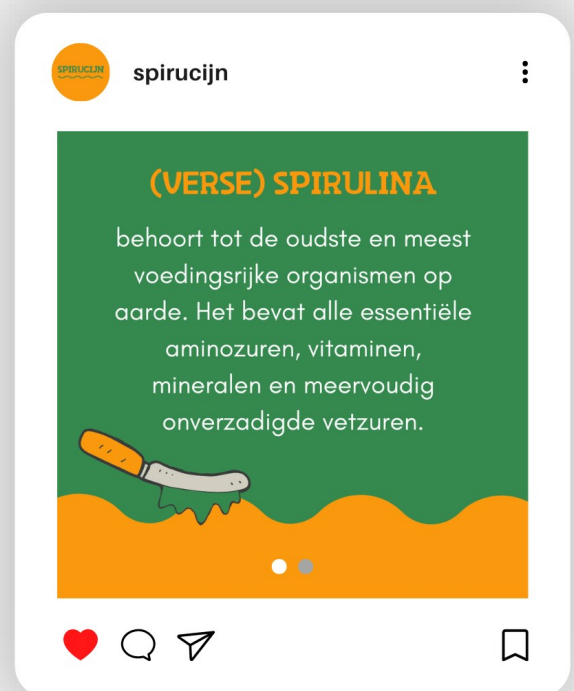 SPIRUCIJN
spirucijn
(VERSE) SPIRULINA
behoort tot de oudste en meest
voedingsrijke organismen op
aarde. Het bevat alle essentiële
aminozuren, vitaminen,
mineralen en meervoudig
onverzadigde vetzuren.